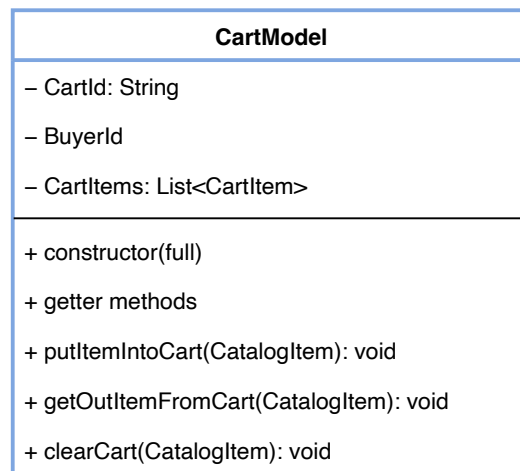 CartModel
– CartId: String
– BuyerId
– CartItems: List<CartItem>
+ constructor(full)
+ getter methods
+ putItemIntoCart(CatalogItem): void
+ getOutItemFromCart(CatalogItem): void
+ clearCart(CatalogItem): void